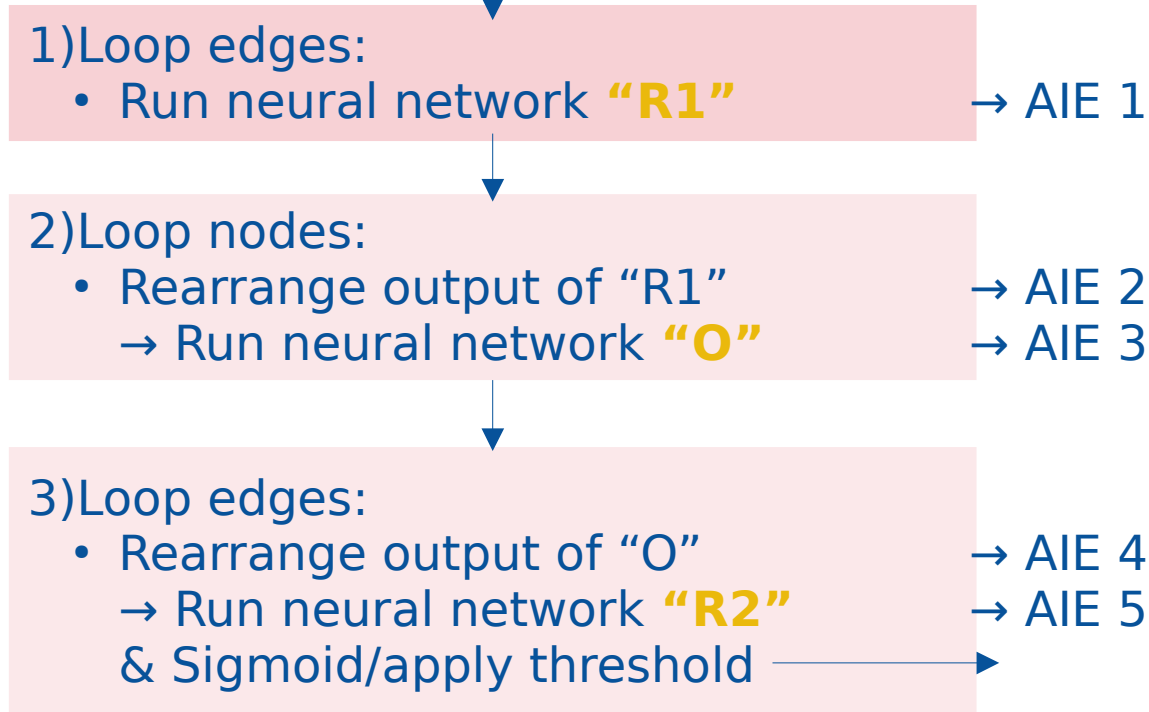 1)Loop edges:
• Run neural network “R1” → AIE 1
2)Loop nodes:
• Rearrange output of “R1” → AIE 2
→ Run neural network “O” → AIE 3
3)Loop edges:
• Rearrange output of “O” → AIE 4
→ Run neural network “R2” → AIE 5
& Sigmoid/apply threshold